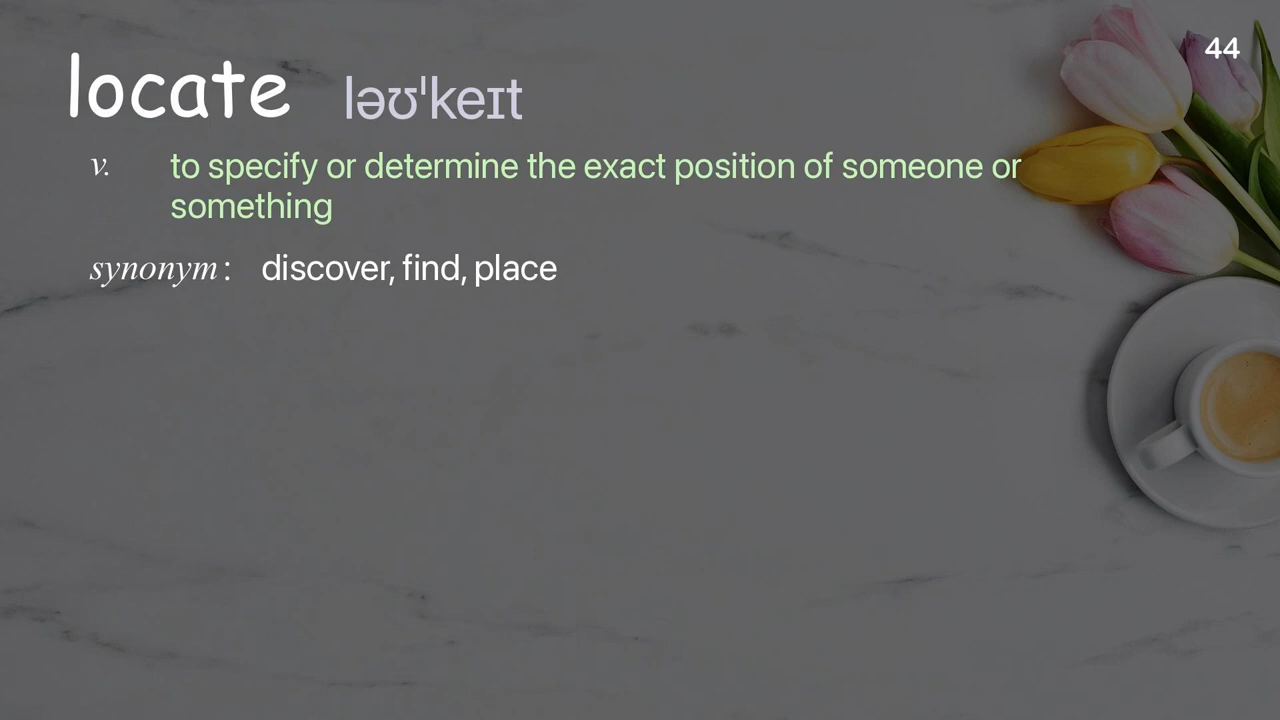 44
locate ləʊˈkeɪt
v. to specify or determine the exact position of someone or
something
synonym: discover, find, place